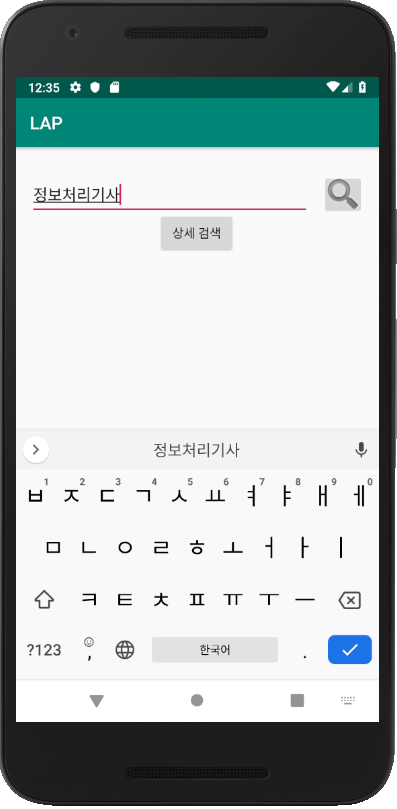 12:35
LAP
정보처리기사
상세 검색
정보처리기사
1 2 3 4 5 6 7 8 9 0
ㅂ ㅈ ㄷ ㄱ ㅅ ㅛ ㅕ ㅑ ㅐ ㅔ
ㅁ ㄴ ㅇ ㄹ ㅎ ㅗ ㅓ ㅏ ㅣ
ㅋ ㅌ ㅊ ㅍ ㅠ ㅜ ㅡ
?123 , 한국어 .